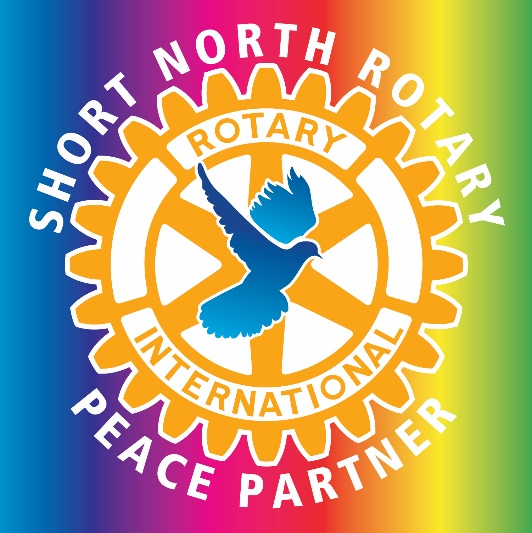 SHORT NORTH ROTARY
ROTARY
INTERNATIONAL
PEACE PARTNER